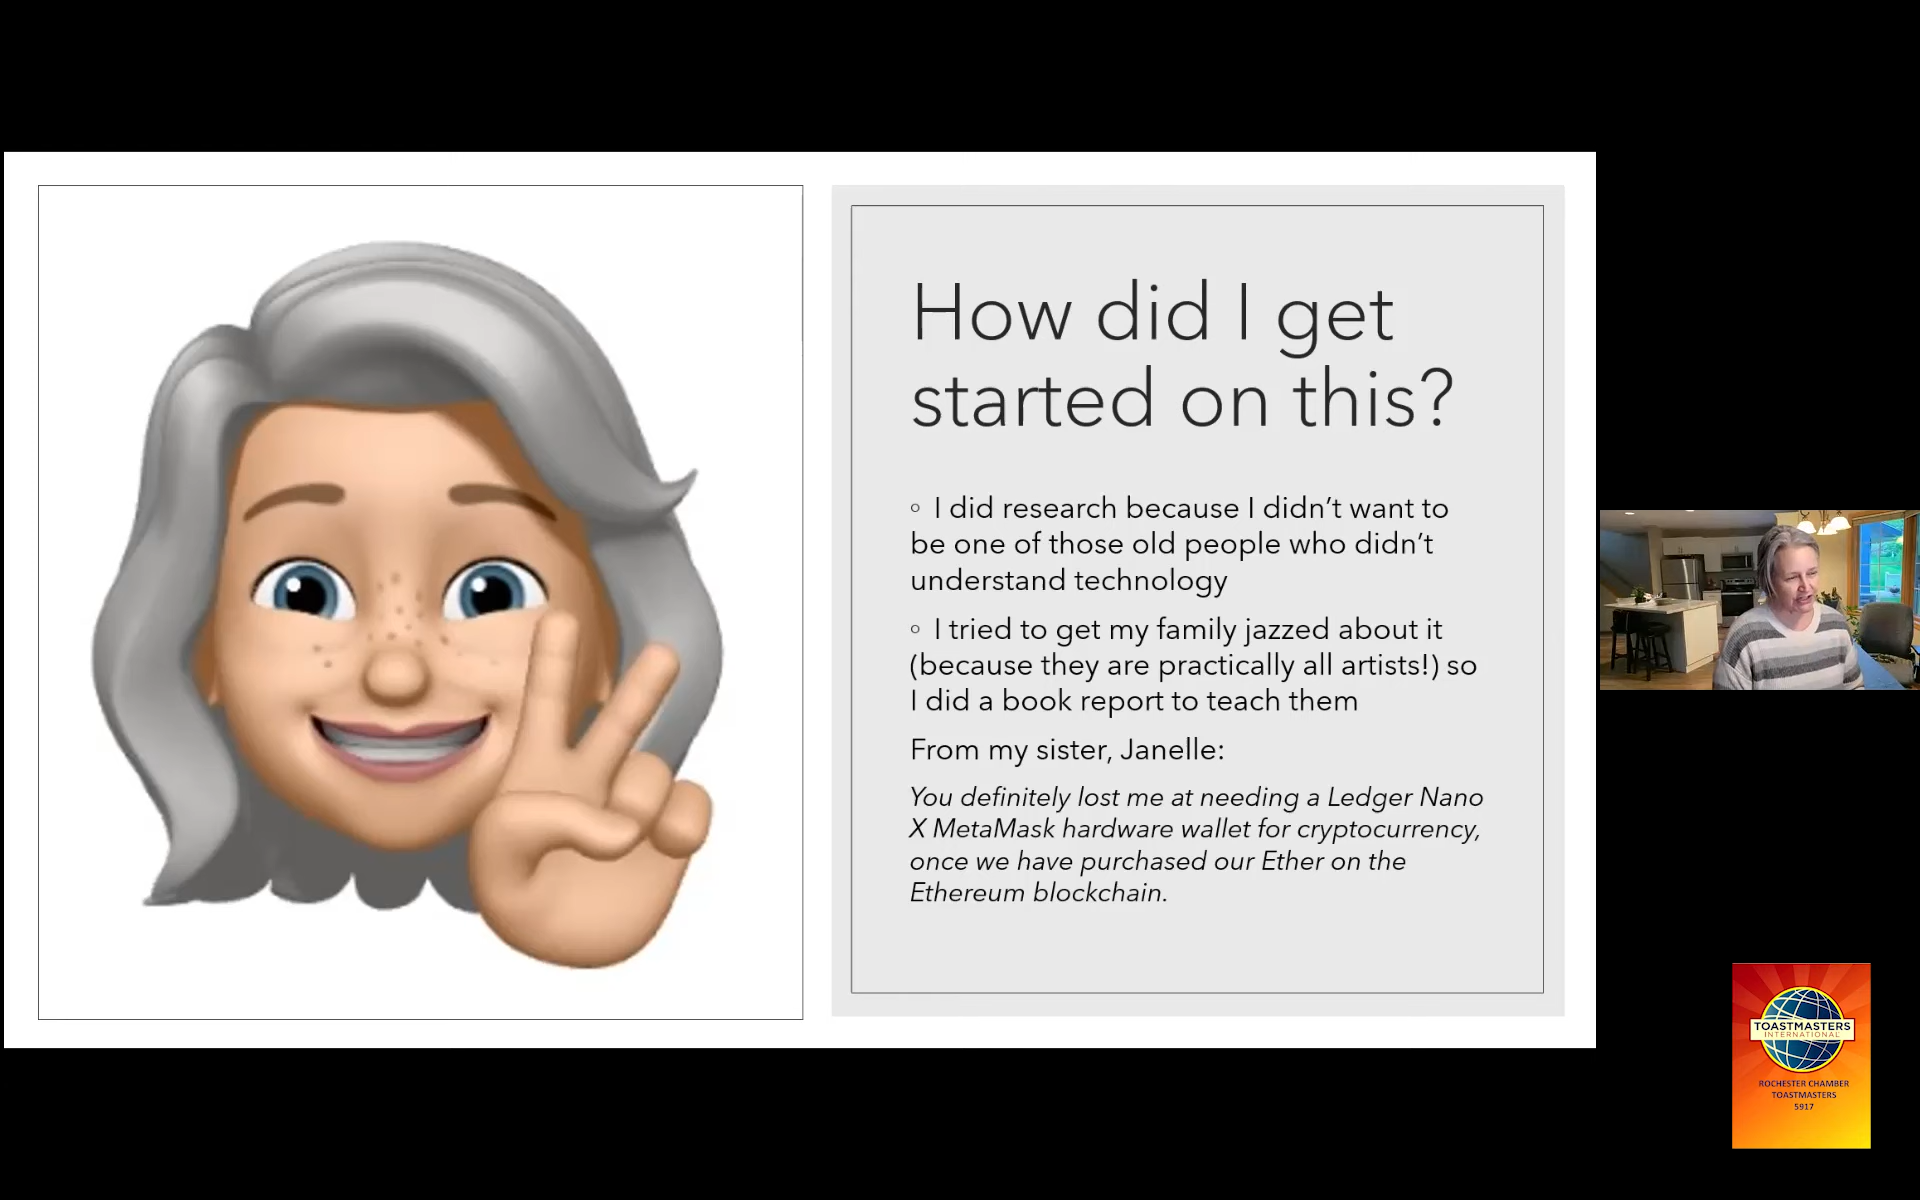 How did I get
started on this?
◦ I did research because I didn’t want to
be one of those old people who didn’t
understand technology
◦ I tried to get my family jazzed about it
(because they are practically all artists!) so
I did a book report to teach them
From my sister, Janelle:
You definitely lost me at needing a Ledger Nano
X MetaMask hardware wallet for cryptocurrency,
once we have purchased our Ether on the
Ethereum blockchain.
TOASTMASTERS
INTERNATIONAL
ROCHESTER CHAMBER
TOASTMASTERS
5917